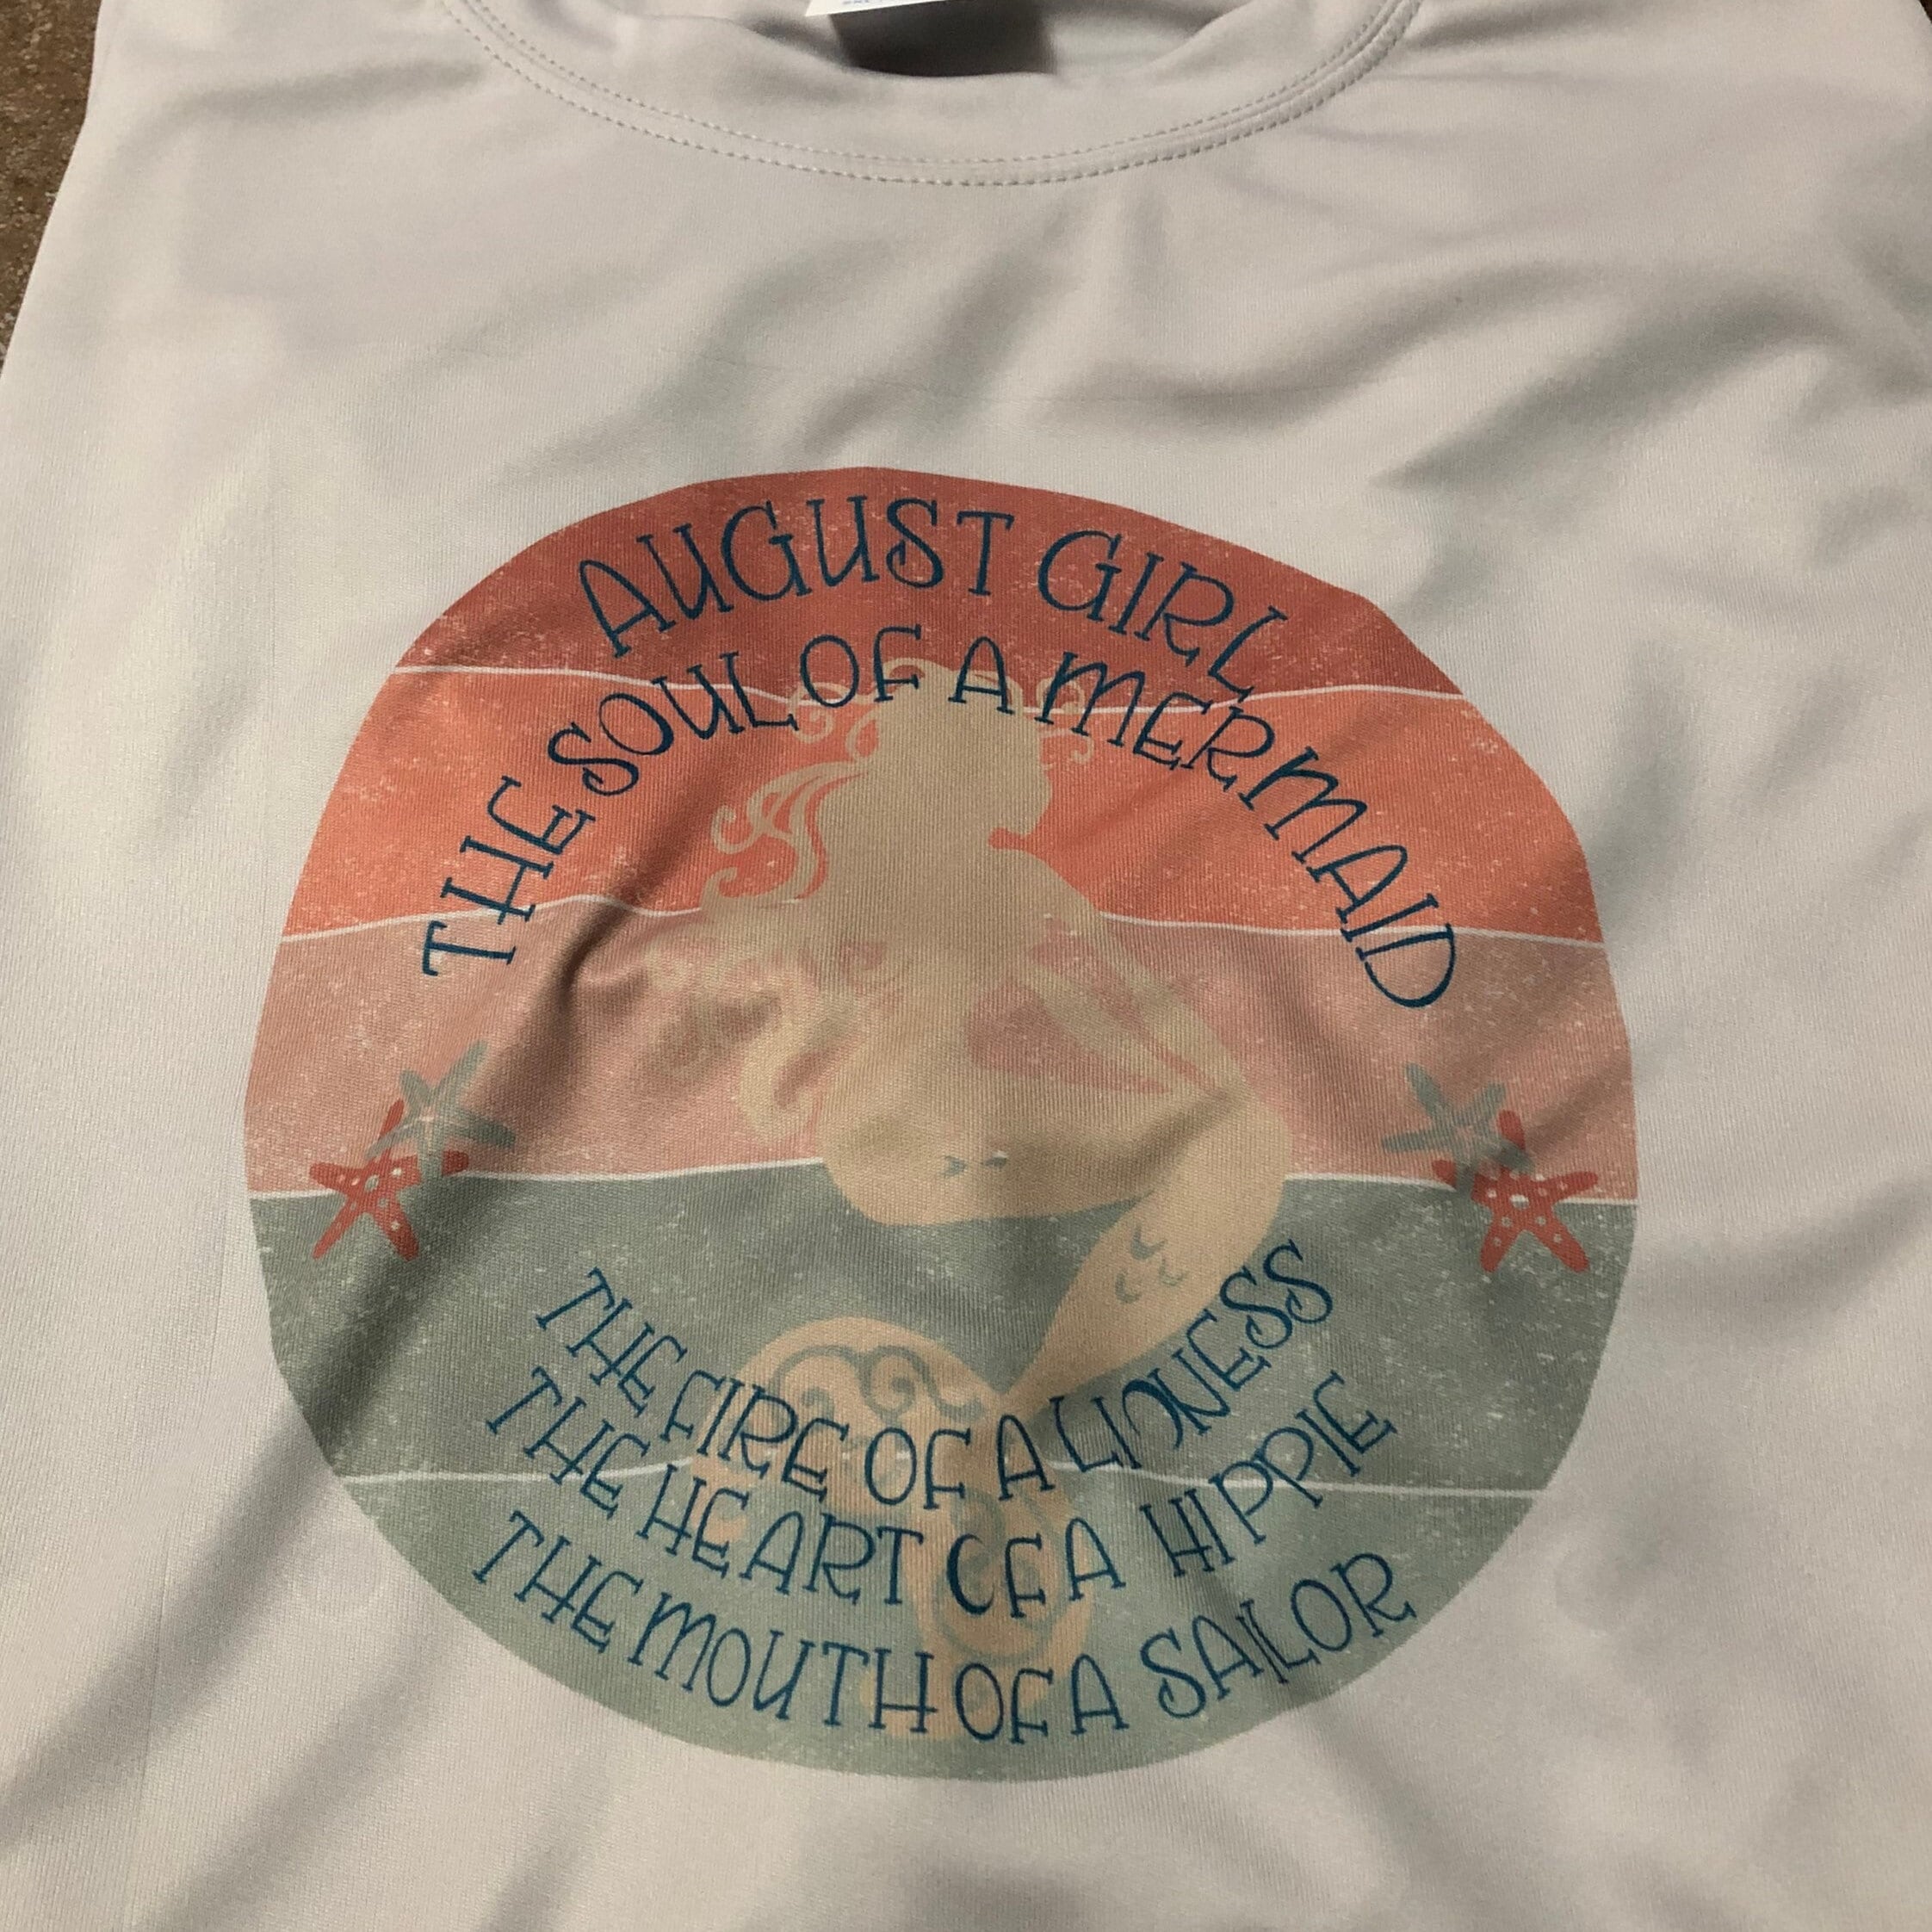 AUGUST GIRL
THE SOUL OF A MERMAID
THE FIRE OF A LIONESS
THE HEART OF A HIPPIE
THE MOUTH OF A SAILOR